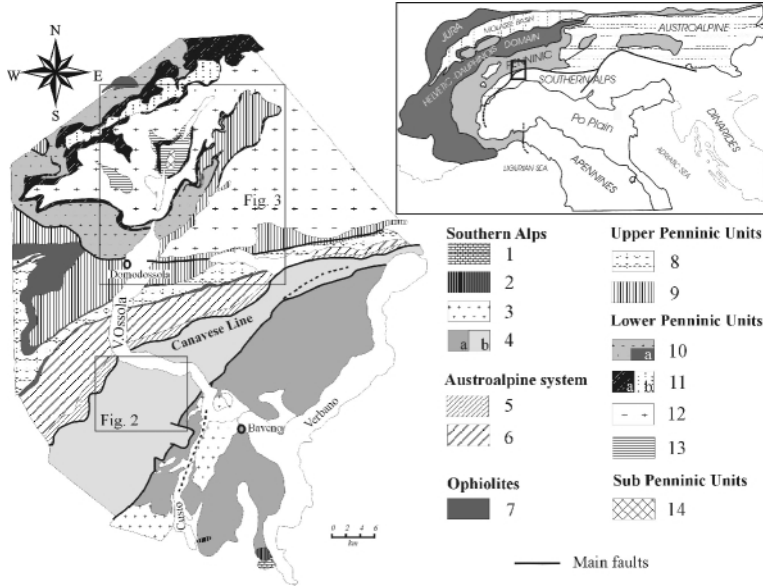 N
W
E
S
Fig. 3
Domodossola
V. Ossola
Canavese Line
Fig. 2
Baveno
Verbano
Cusio
0 2 4 6
km
JURA
MOLASSE BASIN
HELVETIC DAUPHINOIS DOMAIN
PENNINIC
AUSTROALPINE
SOUTHERN ALPS
Po Plain
DINARIDES
ADRIATIC SEA
APENNINES
LIGURIAN SEA
Southern Alps
1
2
3
a b 4
Austroalpine system
5
6
Ophiolites
7
Upper Penninic Units
8
9
Lower Penninic Units
a 10
a b 11
12
13
Sub Penninic Units
14
Main faults